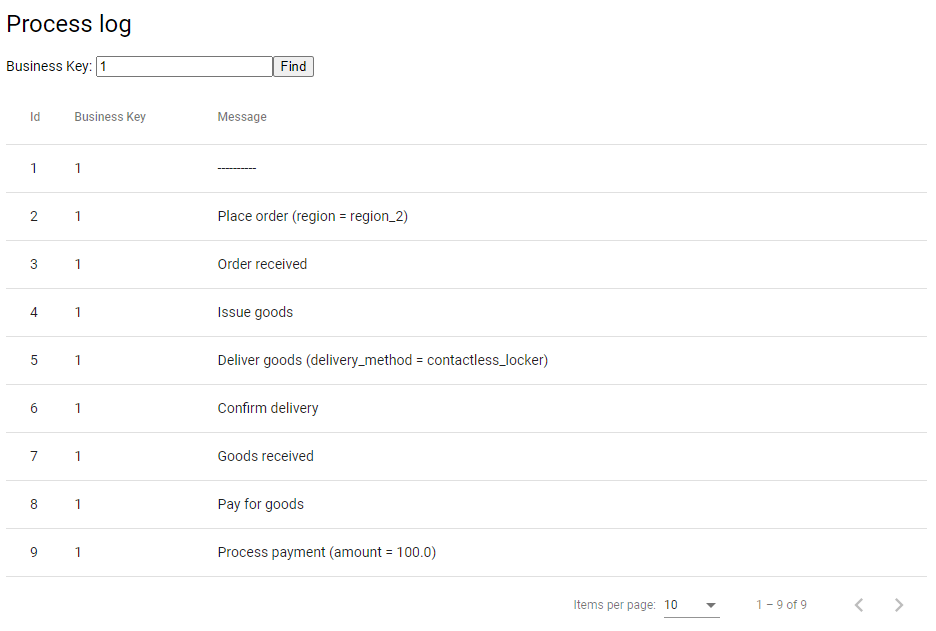 Process log
Business Key: 1 Find
Id Business Key Message
1 1 ----------
2 1 Place order (region = region_2)
3 1 Order received
4 1 Issue goods
5 1 Deliver goods (delivery_method = contactless_locker)
6 1 Confirm delivery
7 1 Goods received
8 1 Pay for goods
9 1 Process payment (amount = 100.0)
Items per page: 10 1 – 9 of 9